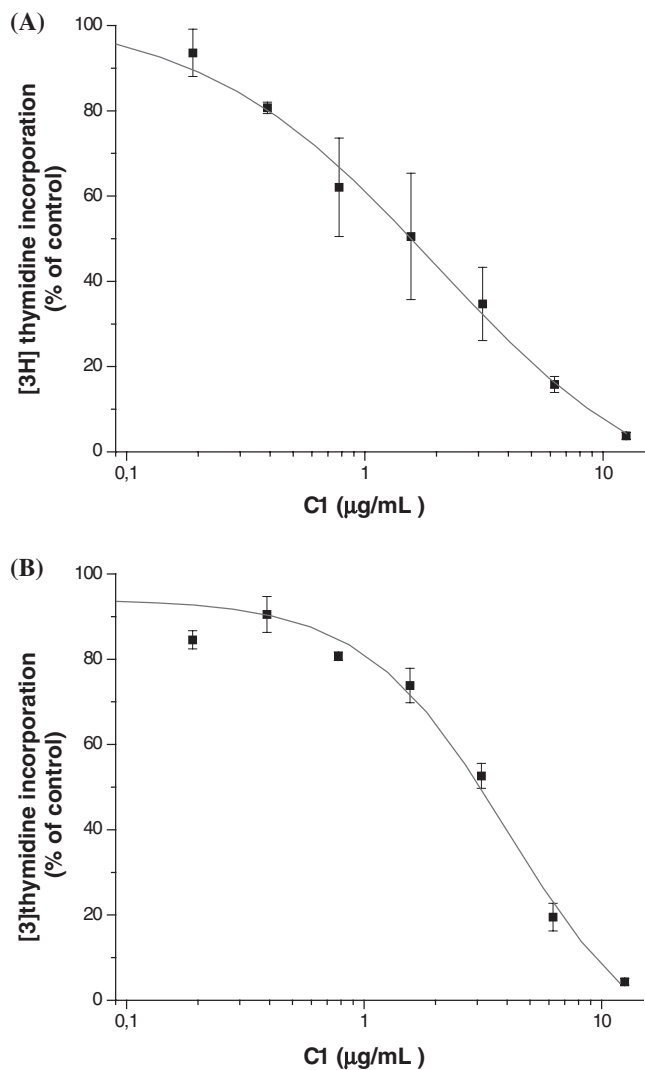 (A)
100
80
60
40
20
0
[3H] thymidine incorporation
(% of control)
0,1
1
10
C1 (μg/mL )
(B)
100
80
60
40
20
0
[3]thymidine incorporation
(% of control)
0,1
1
10
C1 (μg/mL )